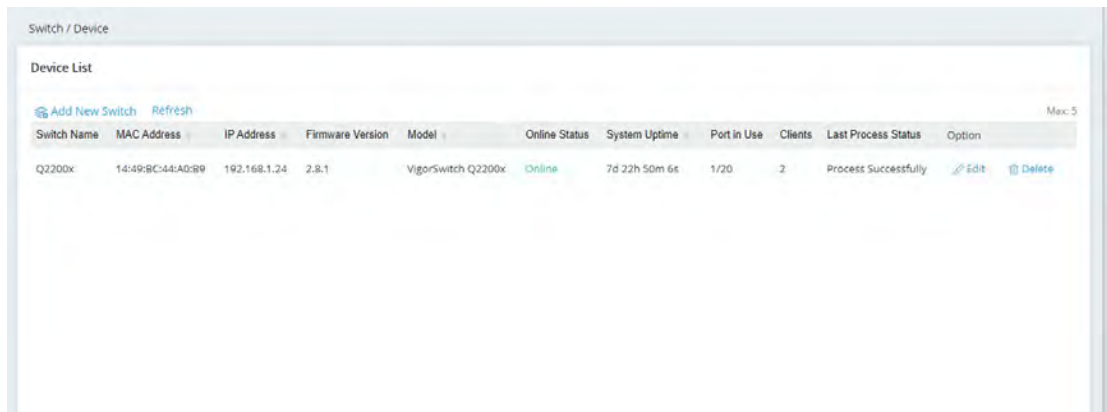 Switch / Device
Device List
Add New Switch Refresh Max: 5
Switch Name MAC Address IP Address Firmware Version Model Online Status System Uptime Port in Use Clients Last Process Status Option
Q2200x 14:49:BC:44:A0:B9 192.168.1.24 2.8.1 VigorSwitch Q2200x Online 7d 22h 50m 6s 1/20 2 Process Successfully Edit Delete